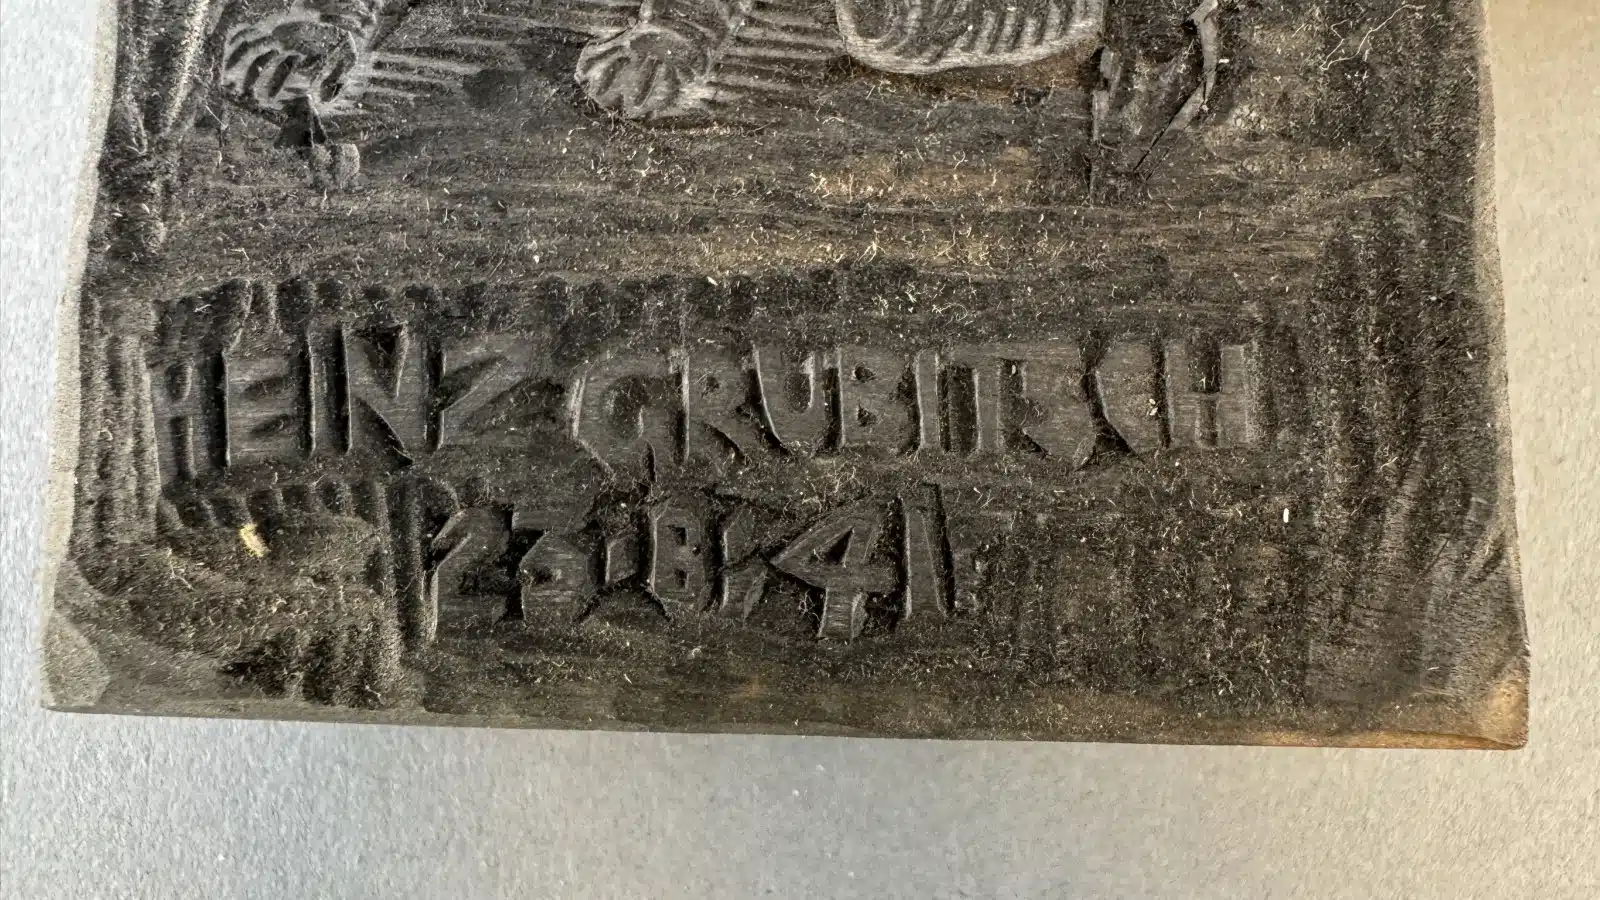 HEINZ GRUBITSCH
23.8.41